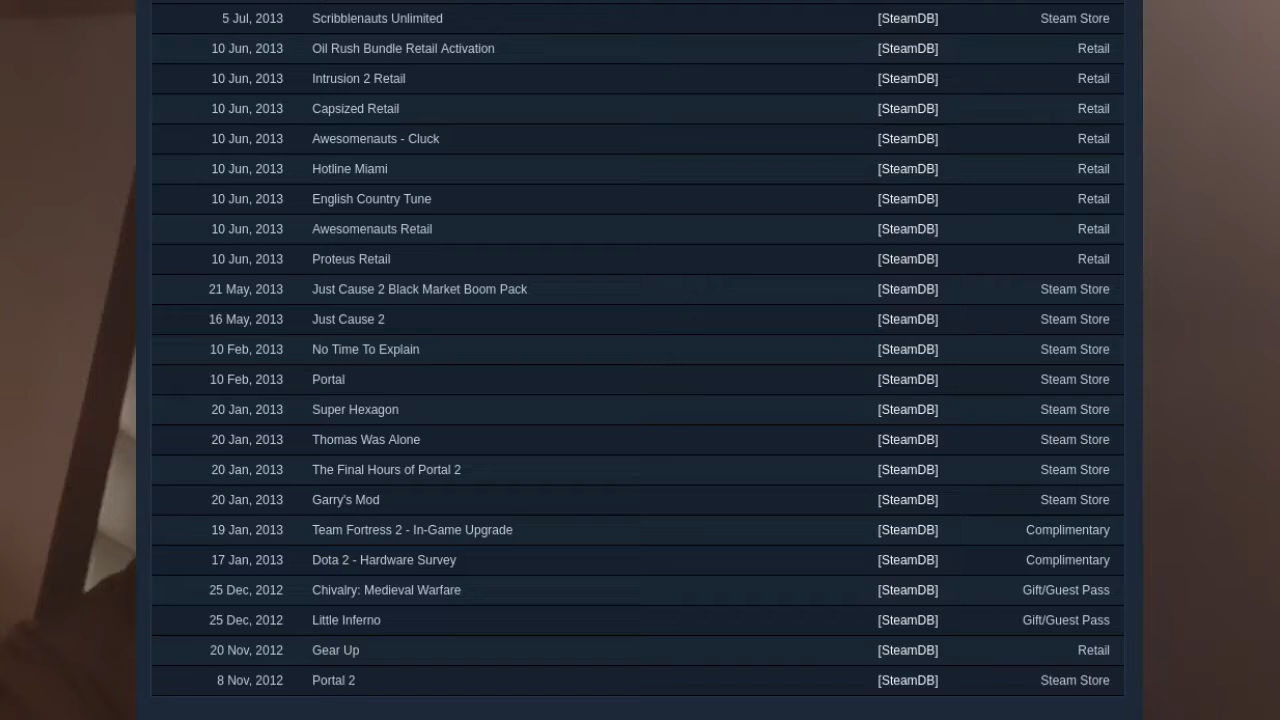 5 Jul, 2013 Scribblenauts Unlimited [SteamDB] Steam Store
10 Jun, 2013 Oil Rush Bundle Retail Activation [SteamDB] Retail
10 Jun, 2013 Intrusion 2 Retail [SteamDB] Retail
10 Jun, 2013 Capsized Retail [SteamDB] Retail
10 Jun, 2013 Awesomenauts - Cluck [SteamDB] Retail
10 Jun, 2013 Hotline Miami [SteamDB] Retail
10 Jun, 2013 English Country Tune [SteamDB] Retail
10 Jun, 2013 Awesomenauts Retail [SteamDB] Retail
10 Jun, 2013 Proteus Retail [SteamDB] Retail
21 May, 2013 Just Cause 2 Black Market Boom Pack [SteamDB] Steam Store
16 May, 2013 Just Cause 2 [SteamDB] Steam Store
10 Feb, 2013 No Time To Explain [SteamDB] Steam Store
10 Feb, 2013 Portal [SteamDB] Steam Store
20 Jan, 2013 Super Hexagon [SteamDB] Steam Store
20 Jan, 2013 Thomas Was Alone [SteamDB] Steam Store
20 Jan, 2013 The Final Hours of Portal 2 [SteamDB] Steam Store
20 Jan, 2013 Garry's Mod [SteamDB] Steam Store
19 Jan, 2013 Team Fortress 2 - In-Game Upgrade [SteamDB] Complimentary
17 Jan, 2013 Dota 2 - Hardware Survey [SteamDB] Complimentary
25 Dec, 2012 Chivalry: Medieval Warfare [SteamDB] Gift/Guest Pass
25 Dec, 2012 Little Inferno [SteamDB] Gift/Guest Pass
20 Nov, 2012 Gear Up [SteamDB] Retail
8 Nov, 2012 Portal 2 [SteamDB] Steam Store